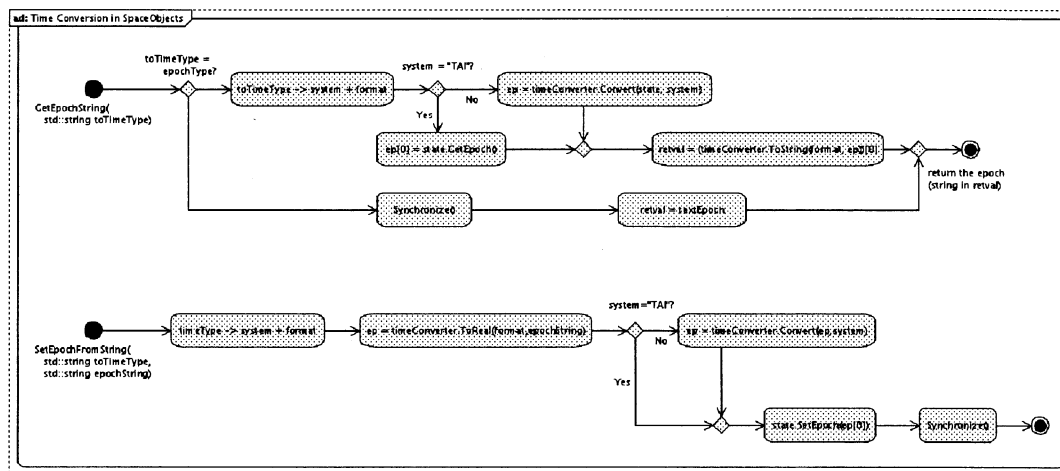 ad: Time Conversion in SpaceObjects
toTimeType =
epochType?
system = "TAI"?
toTimeType -> system + format
No
ep = timeConverter.Convert(state, system)
GetEpochString(
std::string toTimeType)
Yes
ep[0] = state.GetEpoch()
retval = (timeConverter.ToString(format, ep))[0]
return the epoch
(string in retval)
Synchronize()
retval = textEpoch;
system ="TAI"?
timeType -> system + format
ep = timeConverter.ToReal(format,epochString)
No
ep = timeConverter.Convert(ep,system)
SetEpochFromString(
std::string toTimeType,
std::string epochString)
Yes
state.SetEpoch(ep[0])
Synchronize()